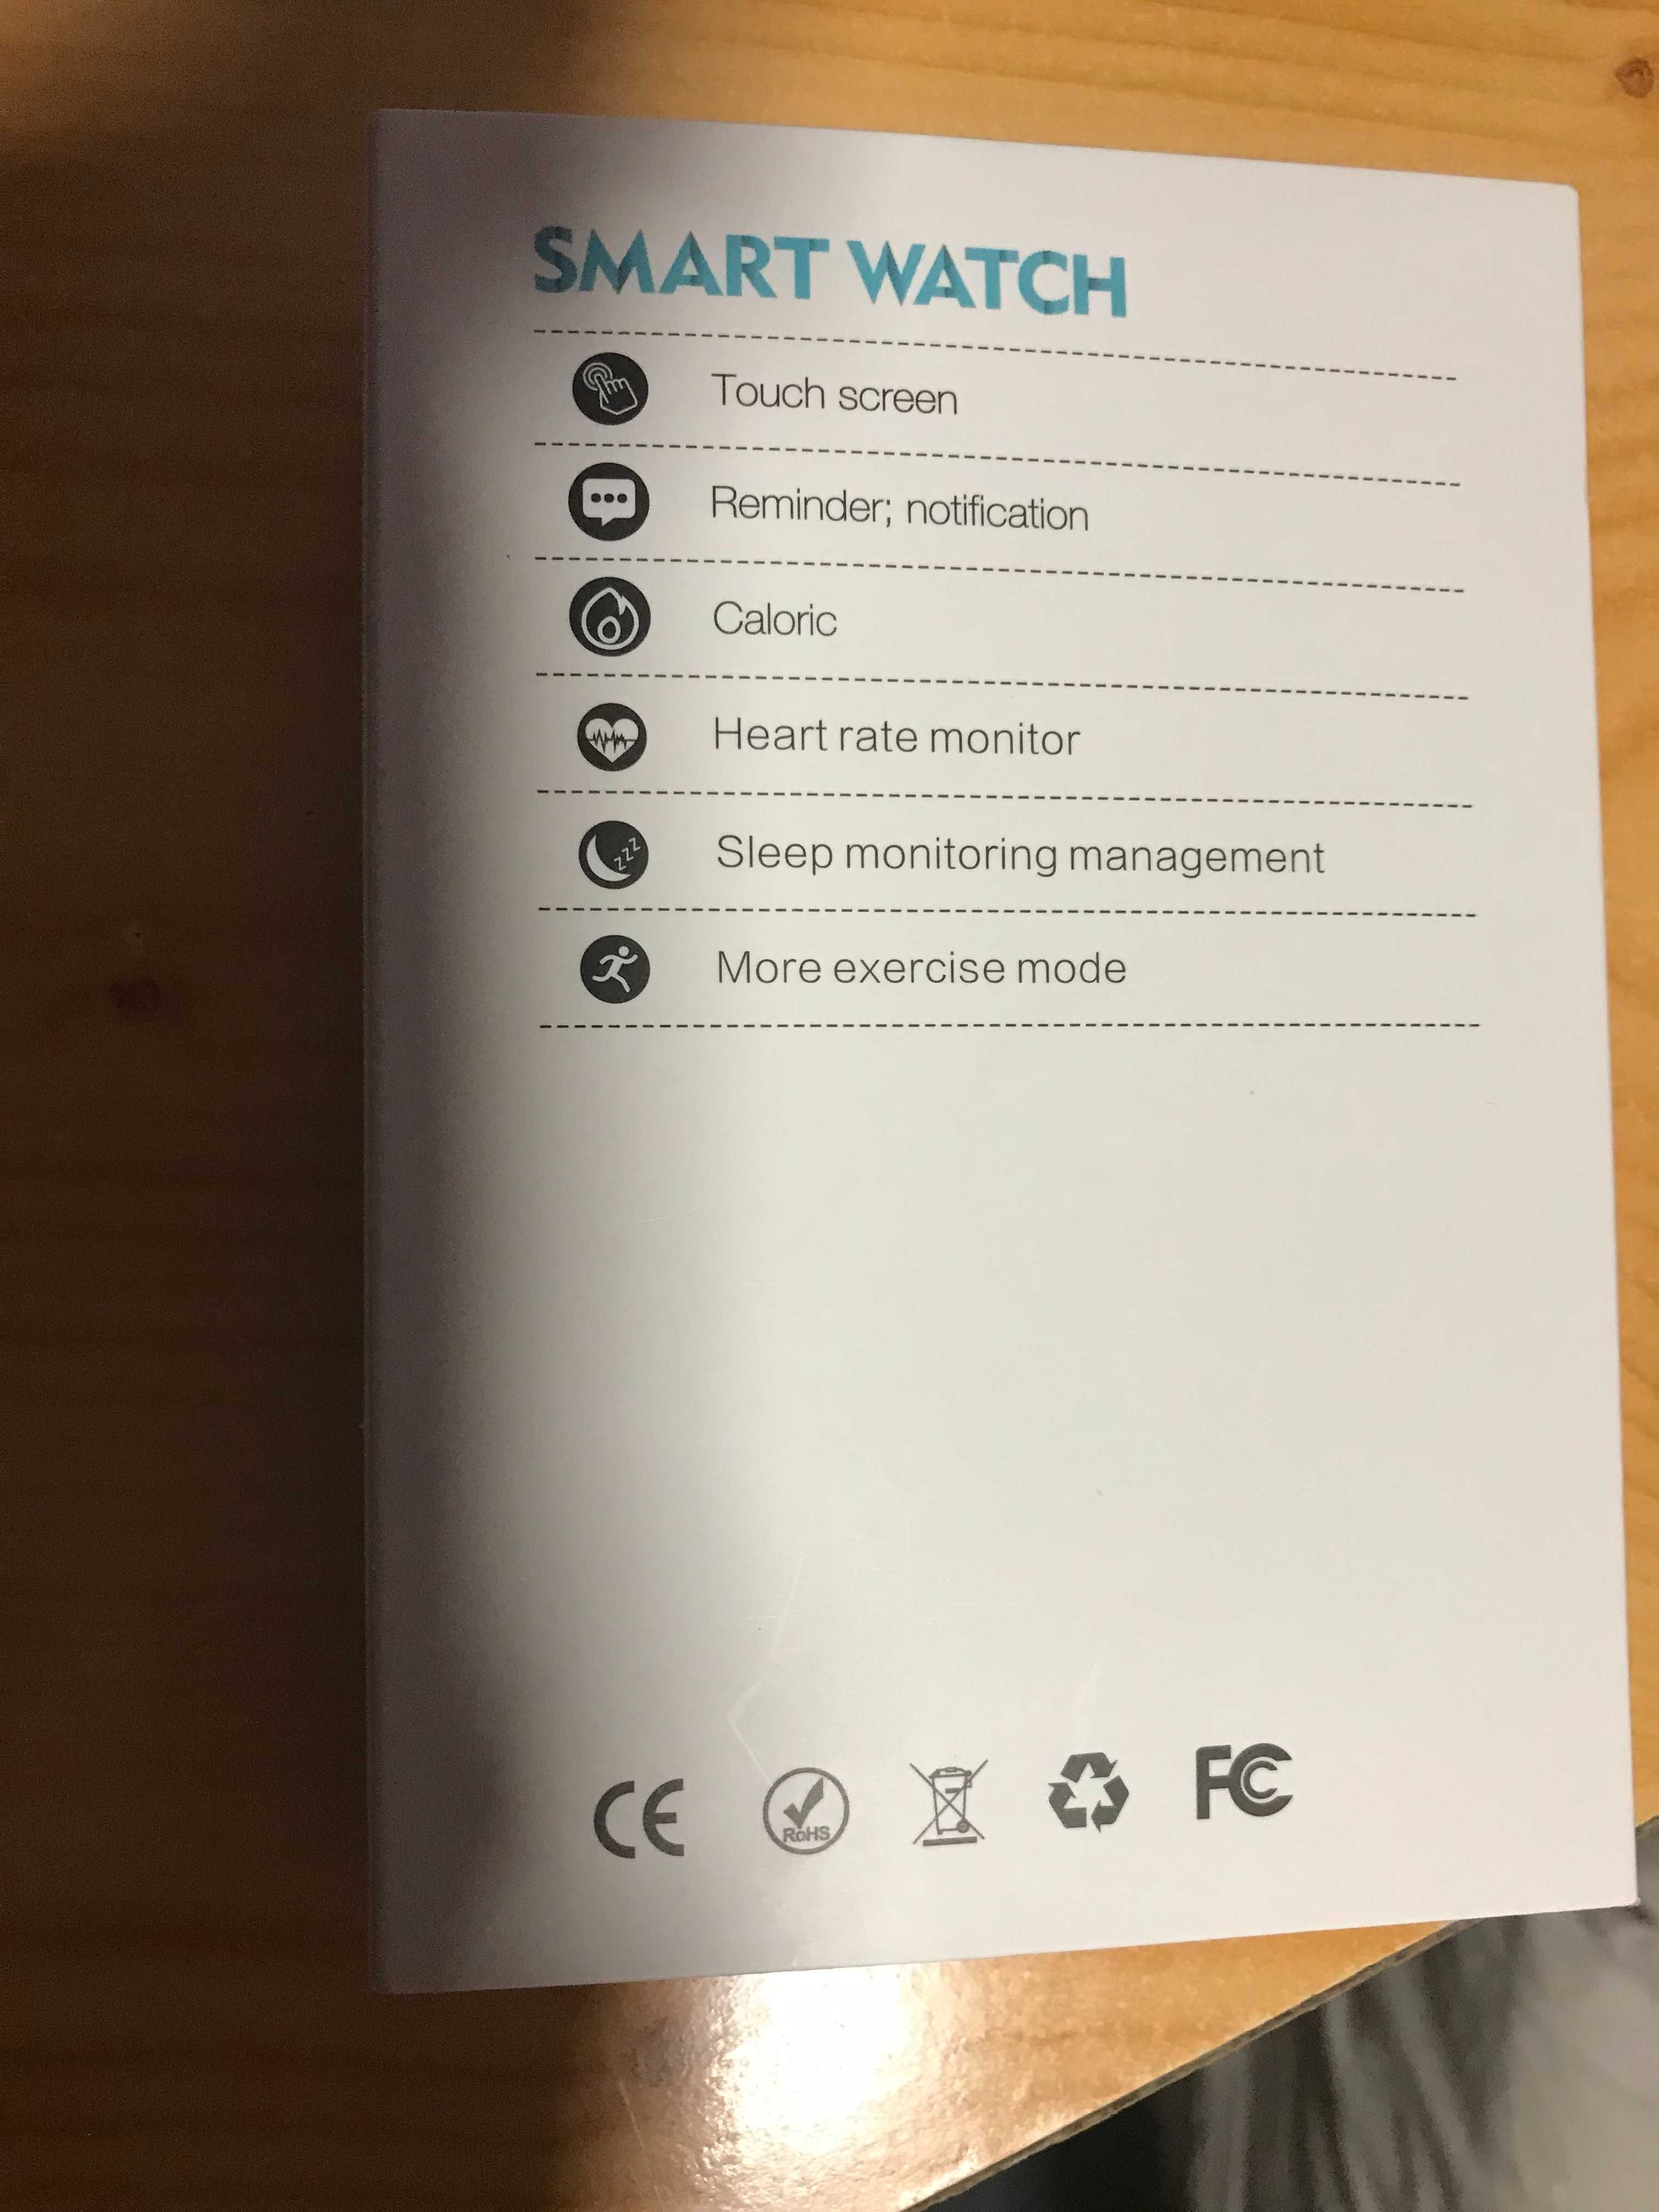 SMART WATCH
Touch screen
Reminder; notification
Caloric
Heart rate monitor
Sleep monitoring management
zzz
More exercise mode
CE
RoHS
FC